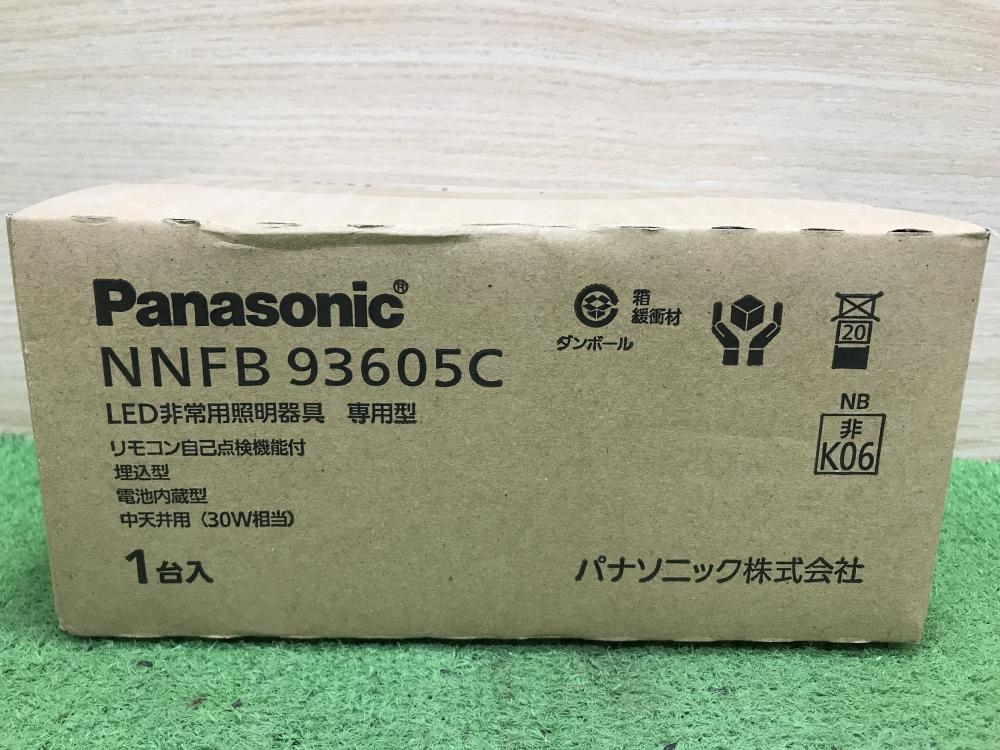 Panasonic®
NNFB 93605C
LED非常用照明器具 専用型
リモコン自己点検機能付
埋込型
電池内蔵型
中天井用（30W相当）
1台入
箱
緩衝材
ダンボール
20
NB
非
K06
パナソニック株式会社